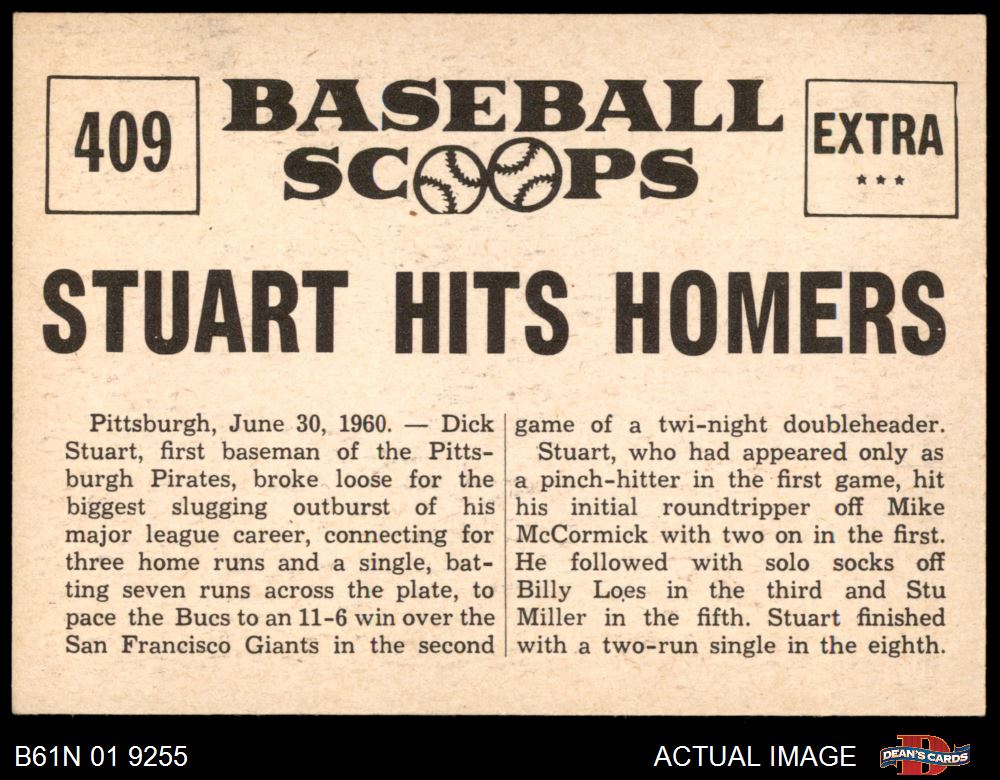 409
BASEBALL
SCOOPS
EXTRA
***
STUART HITS HOMERS
Pittsburgh, June 30, 1960. — Dick
Stuart, first baseman of the Pitts-
burgh Pirates, broke loose for the
biggest slugging outburst of his
major league career, connecting for
three home runs and a single, bat-
ting seven runs across the plate, to
pace the Bucs to an 11-6 win over the
San Francisco Giants in the second
game of a twi-night doubleheader.
Stuart, who had appeared only as
a pinch-hitter in the first game, hit
his initial roundtripper off Mike
McCormick with two on in the first.
He followed with solo socks off
Billy Loes in the third and Stu
Miller in the fifth. Stuart finished
with a two-run single in the eighth.
B61N 01 9255
ACTUAL IMAGE
D
DEAN'S CARDS